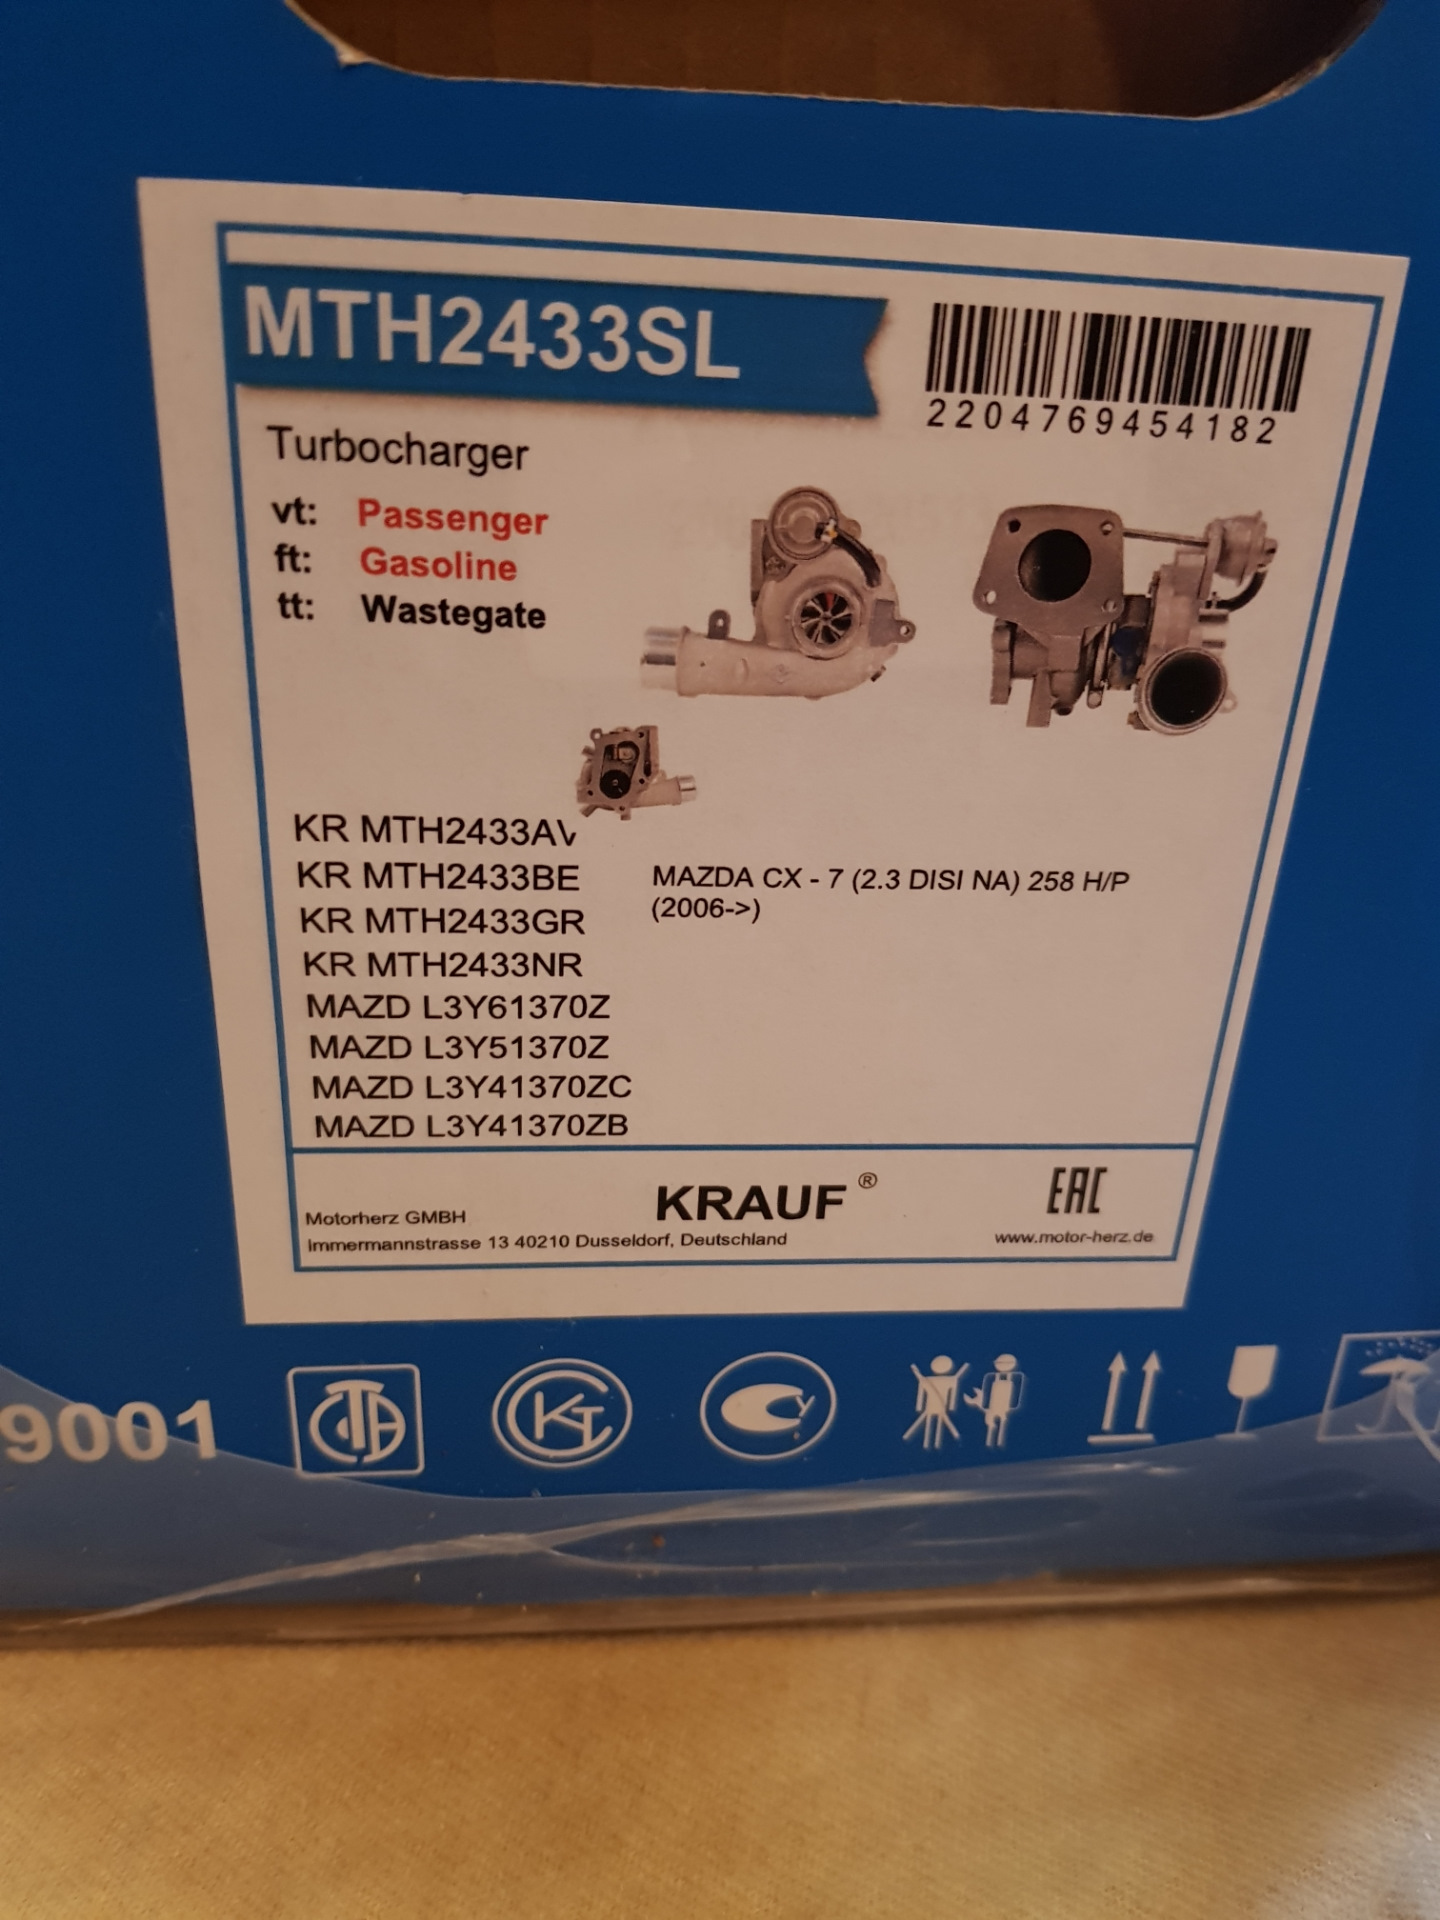 MTH2433SL
2204769454182
Turbocharger
vt: Passenger
ft: Gasoline
tt: Wastegate
KR MTH2433AV
KR MTH2433BE
KR MTH2433GR
KR MTH2433NR
MAZD L3Y61370Z
MAZD L3Y51370Z
MAZD L3Y41370ZC
MAZD L3Y41370ZB
MAZDA CX - 7 (2.3 DISI NA) 258 H/P
(2006->)
Motorherz GMBH
Immermannstrasse 13 40210 Dusseldorf, Deutschland
KRAUF ®
EAC
www.motor-herz.de
9001